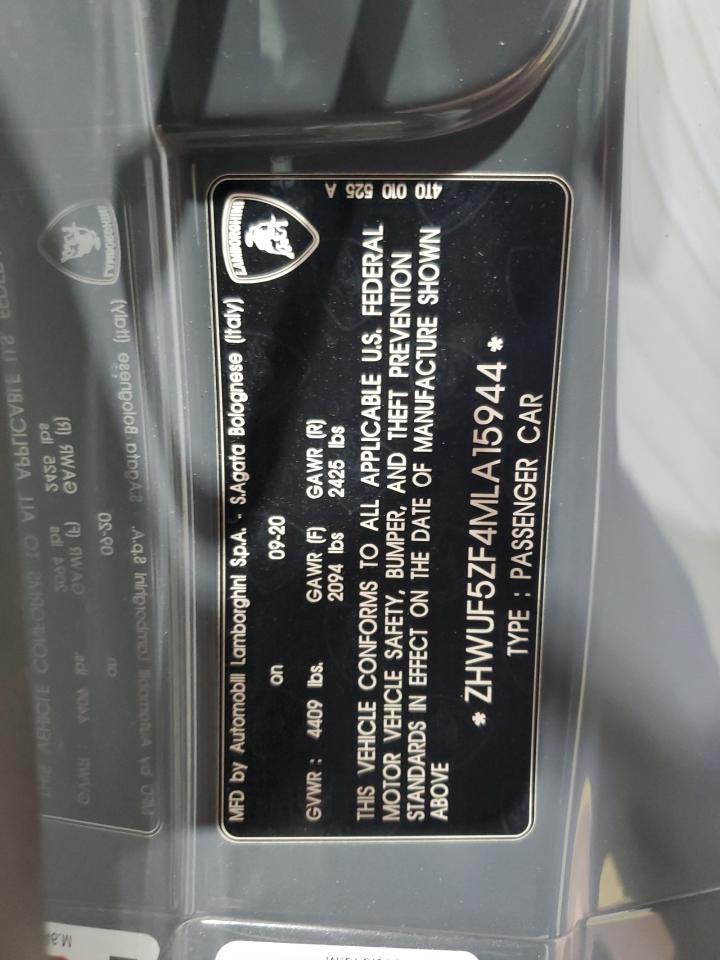 MFD by Automobili Lamborghini S.p.A. - S.Agata Bolognese (Italy)
LAMBORGHINI
on 09-20
GVWR : 4409 lbs. GAWR (F) GAWR (R)
2094 lbs 2425 lbs
THIS VEHICLE CONFORMS TO ALL APPLICABLE U.S. FEDERAL
MOTOR VEHICLE SAFETY, BUMPER, AND THEFT PREVENTION
STANDARDS IN EFFECT ON THE DATE OF MANUFACTURE SHOWN
ABOVE
* ZHWUF5ZF4MLA15944 *
TYPE : PASSENGER CAR
4T0 010 525 A